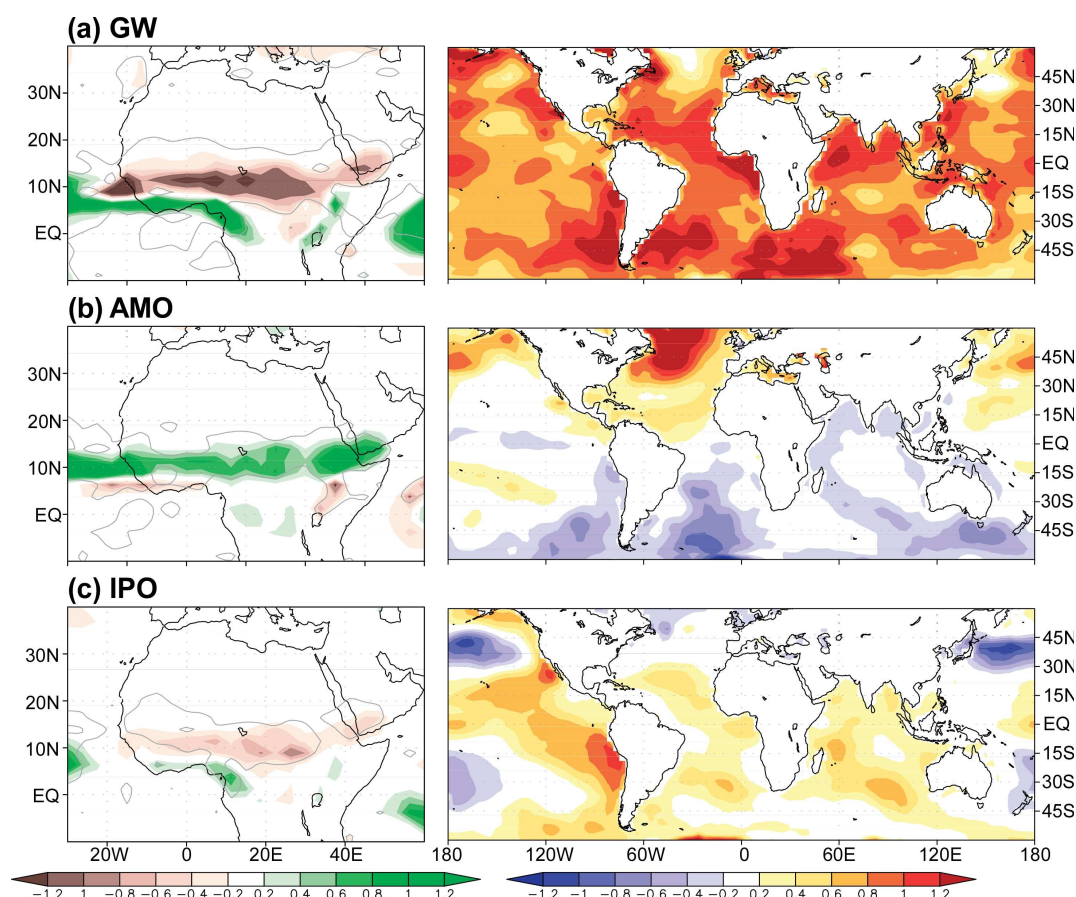 (a) GW
30N
20N
10N
EQ
45N
30N
15N
EQ
15S
30S
45S
(b) AMO
30N
20N
10N
EQ
45N
30N
15N
EQ
15S
30S
45S
(c) IPO
30N
20N
10N
EQ
45N
30N
15N
EQ
15S
30S
45S
20W 0 20E 40E
180 120W 60W 0 60E 120E 180
−1.2 1 −0.8 −0.6 −0.4 −0.2 0.2 0.4 0.6 0.8 1 1.2
−1.2 −1 −0.8 −0.6 −0.4 −0.2 0.2 0.4 0.6 0.8 1 1.2